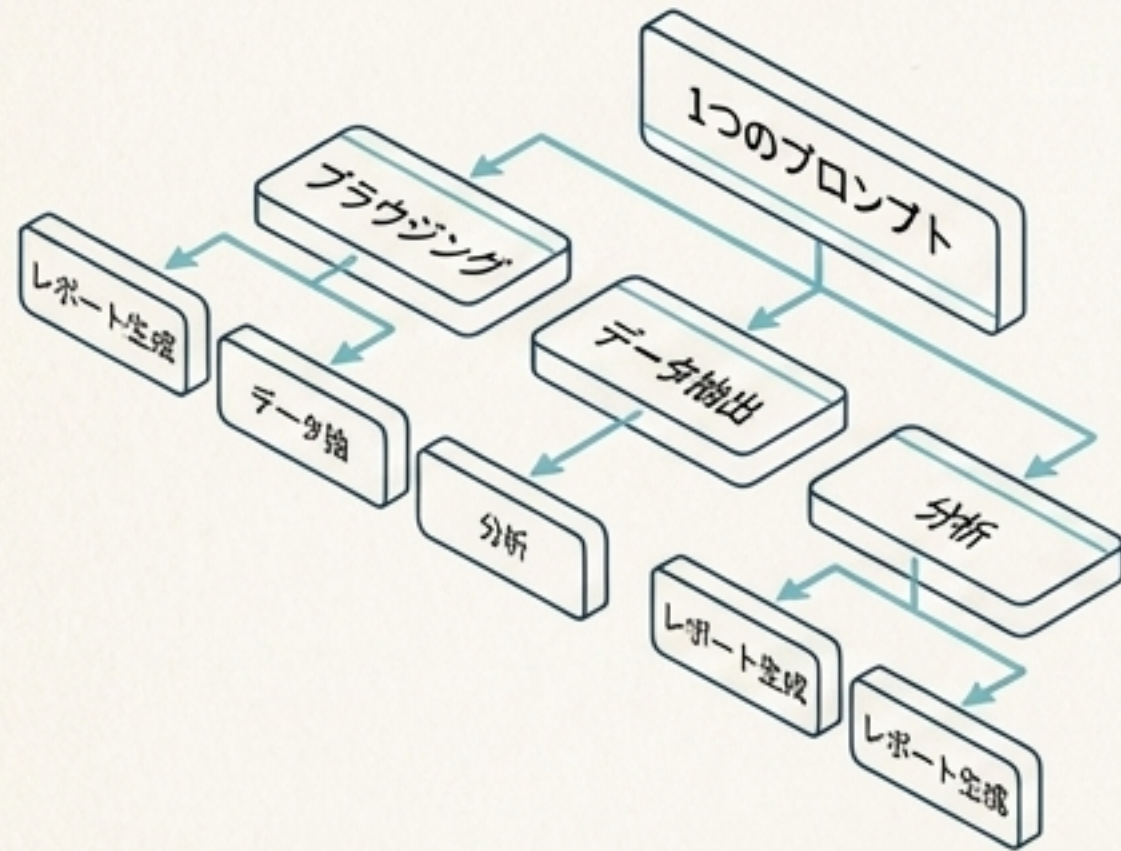 1つのプロンプト
ブラウジング
データ抽出
分析
レポート
データ
分析
レポート
レポート